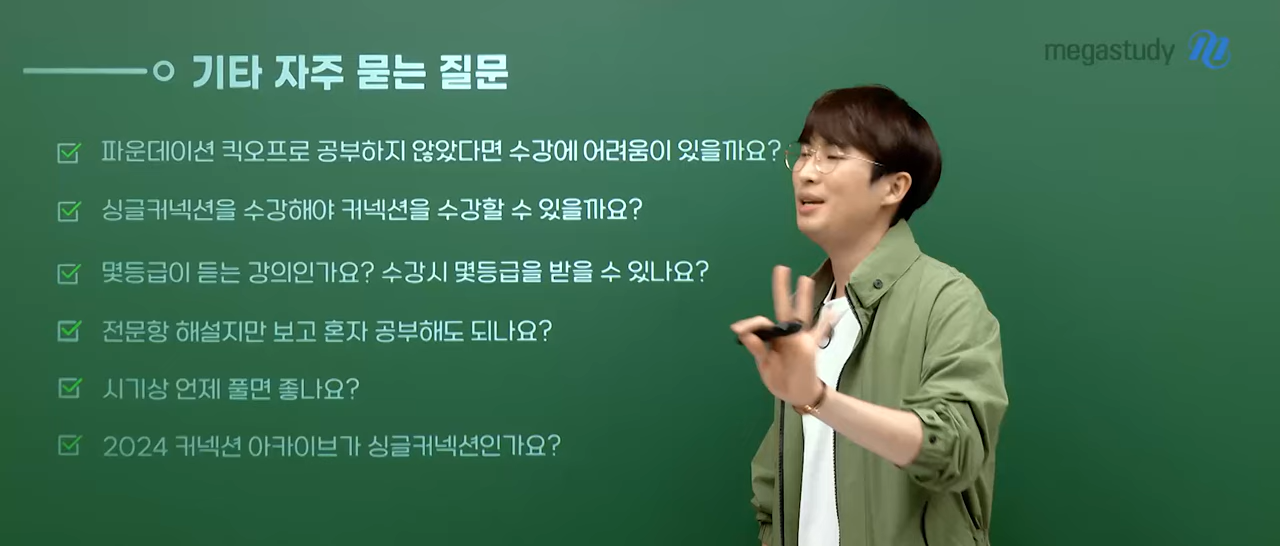 megastudy
기타 자주 묻는 질문
파운데이션 킥오프로 공부하지 않았다면 수강에 어려움이 있을까요?
싱글커넥션을 수강해야 커넥션을 수강할 수 있을까요?
몇등급이 듣는 강의인가요? 수강시 몇등급을 받을 수 있나요?
전문항 해설지만 보고 혼자 공부해도 되나요?
시기상 언제 풀면 좋나요?
2024 커넥션 아카이브가 싱글커넥션인가요?